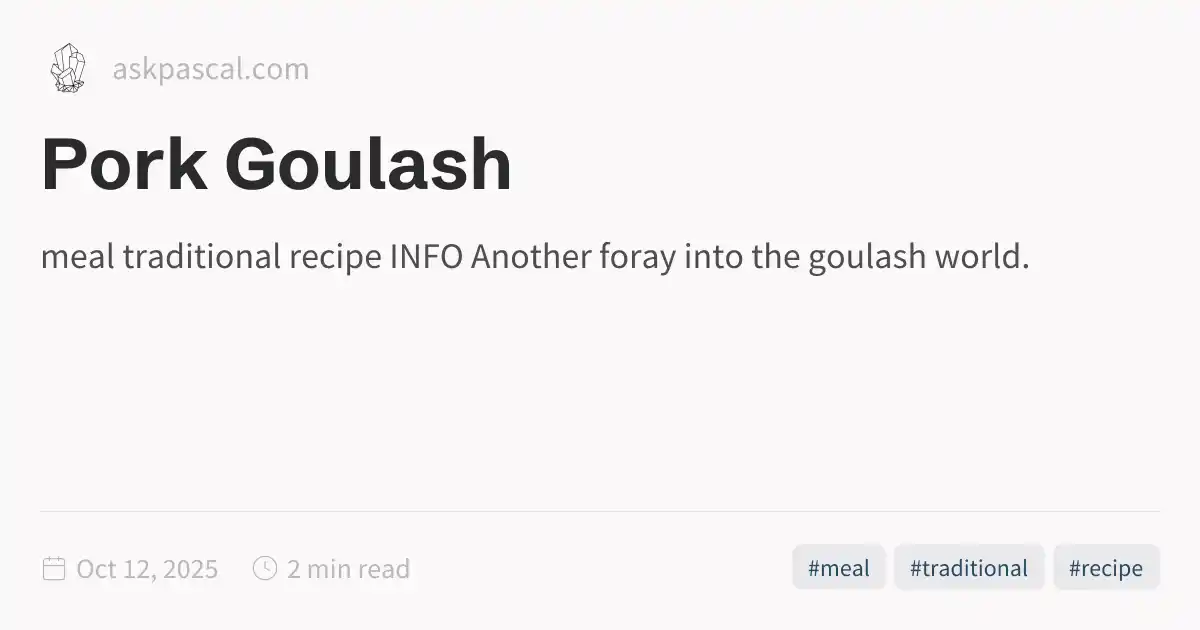 askpascal.com
Pork Goulash
meal traditional recipe INFO Another foray into the goulash world.
Oct 12, 2025 2 min read #meal #traditional #recipe